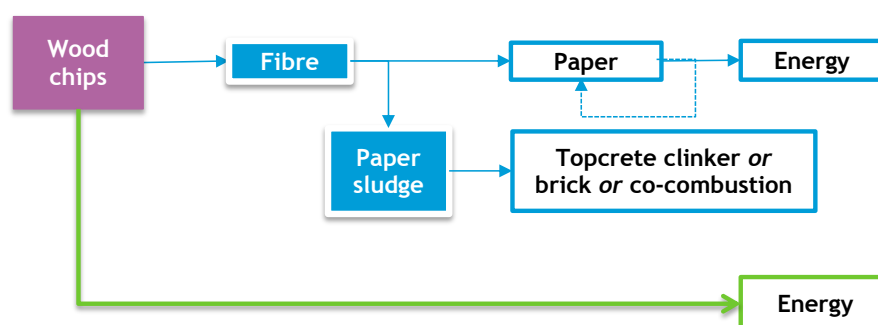 Wood
chips
Fibre
Paper
Energy
Paper
sludge
Topcrete clinker or
brick or co-combustion
Energy